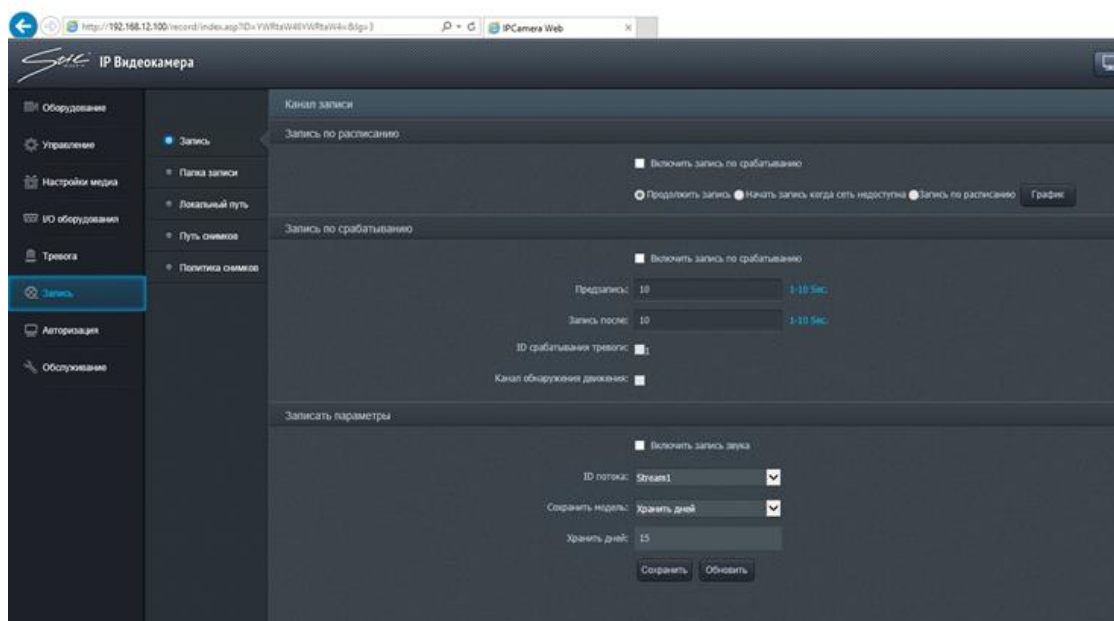 http://192.168.12.100/record/index.asp?ID=YWRtaW46YWRtaW4=&lg=3
IPCamera Web
IP Видеокамера
Оборудование
Управление
Настройки медиа
I/O оборудования
Тревога
Запись
Авторизация
Обслуживание
Запись
Папка записи
Локальный путь
Путь снимков
Политика снимков
Канал записи
Запись по расписанию
Включить запись по срабатыванию
Продолжить запись Начать запись когда сеть недоступна Запись по расписанию График
Запись по срабатыванию
Включить запись по срабатыванию
Предзапись: 10 1-10 Sec.
Запись после: 10 1-10 Sec.
ID срабатывания тревоги: 1
Канал обнаружения движения:
Записать параметры
Включить запись звука
ID потока: Stream1
Сохранить модель: Хранить дней
Хранить дней: 15
Сохранить Обновить